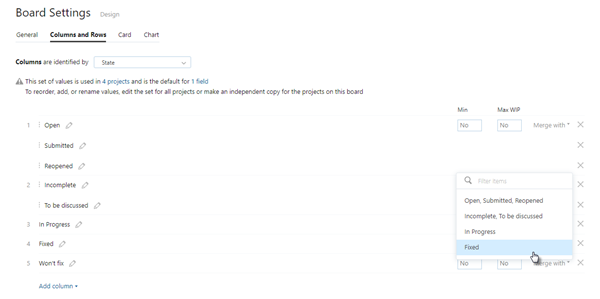 Board Settings Design
General Columns and Rows Card Chart
Columns are identified by State
This set of values is used in 4 projects and is the default for 1 field
To reorder, add, or rename values, edit the set for all projects or make an independent copy for the projects on this board
Min Max WIP
1 Open No No Merge with
Submitted
Reopened
Filter items
2 Incomplete
Open, Submitted, Reopened
To be discussed
Incomplete, To be discussed
3 In Progress
In Progress
4 Fixed
Fixed
5 Won't fix No No Merge with
Add column